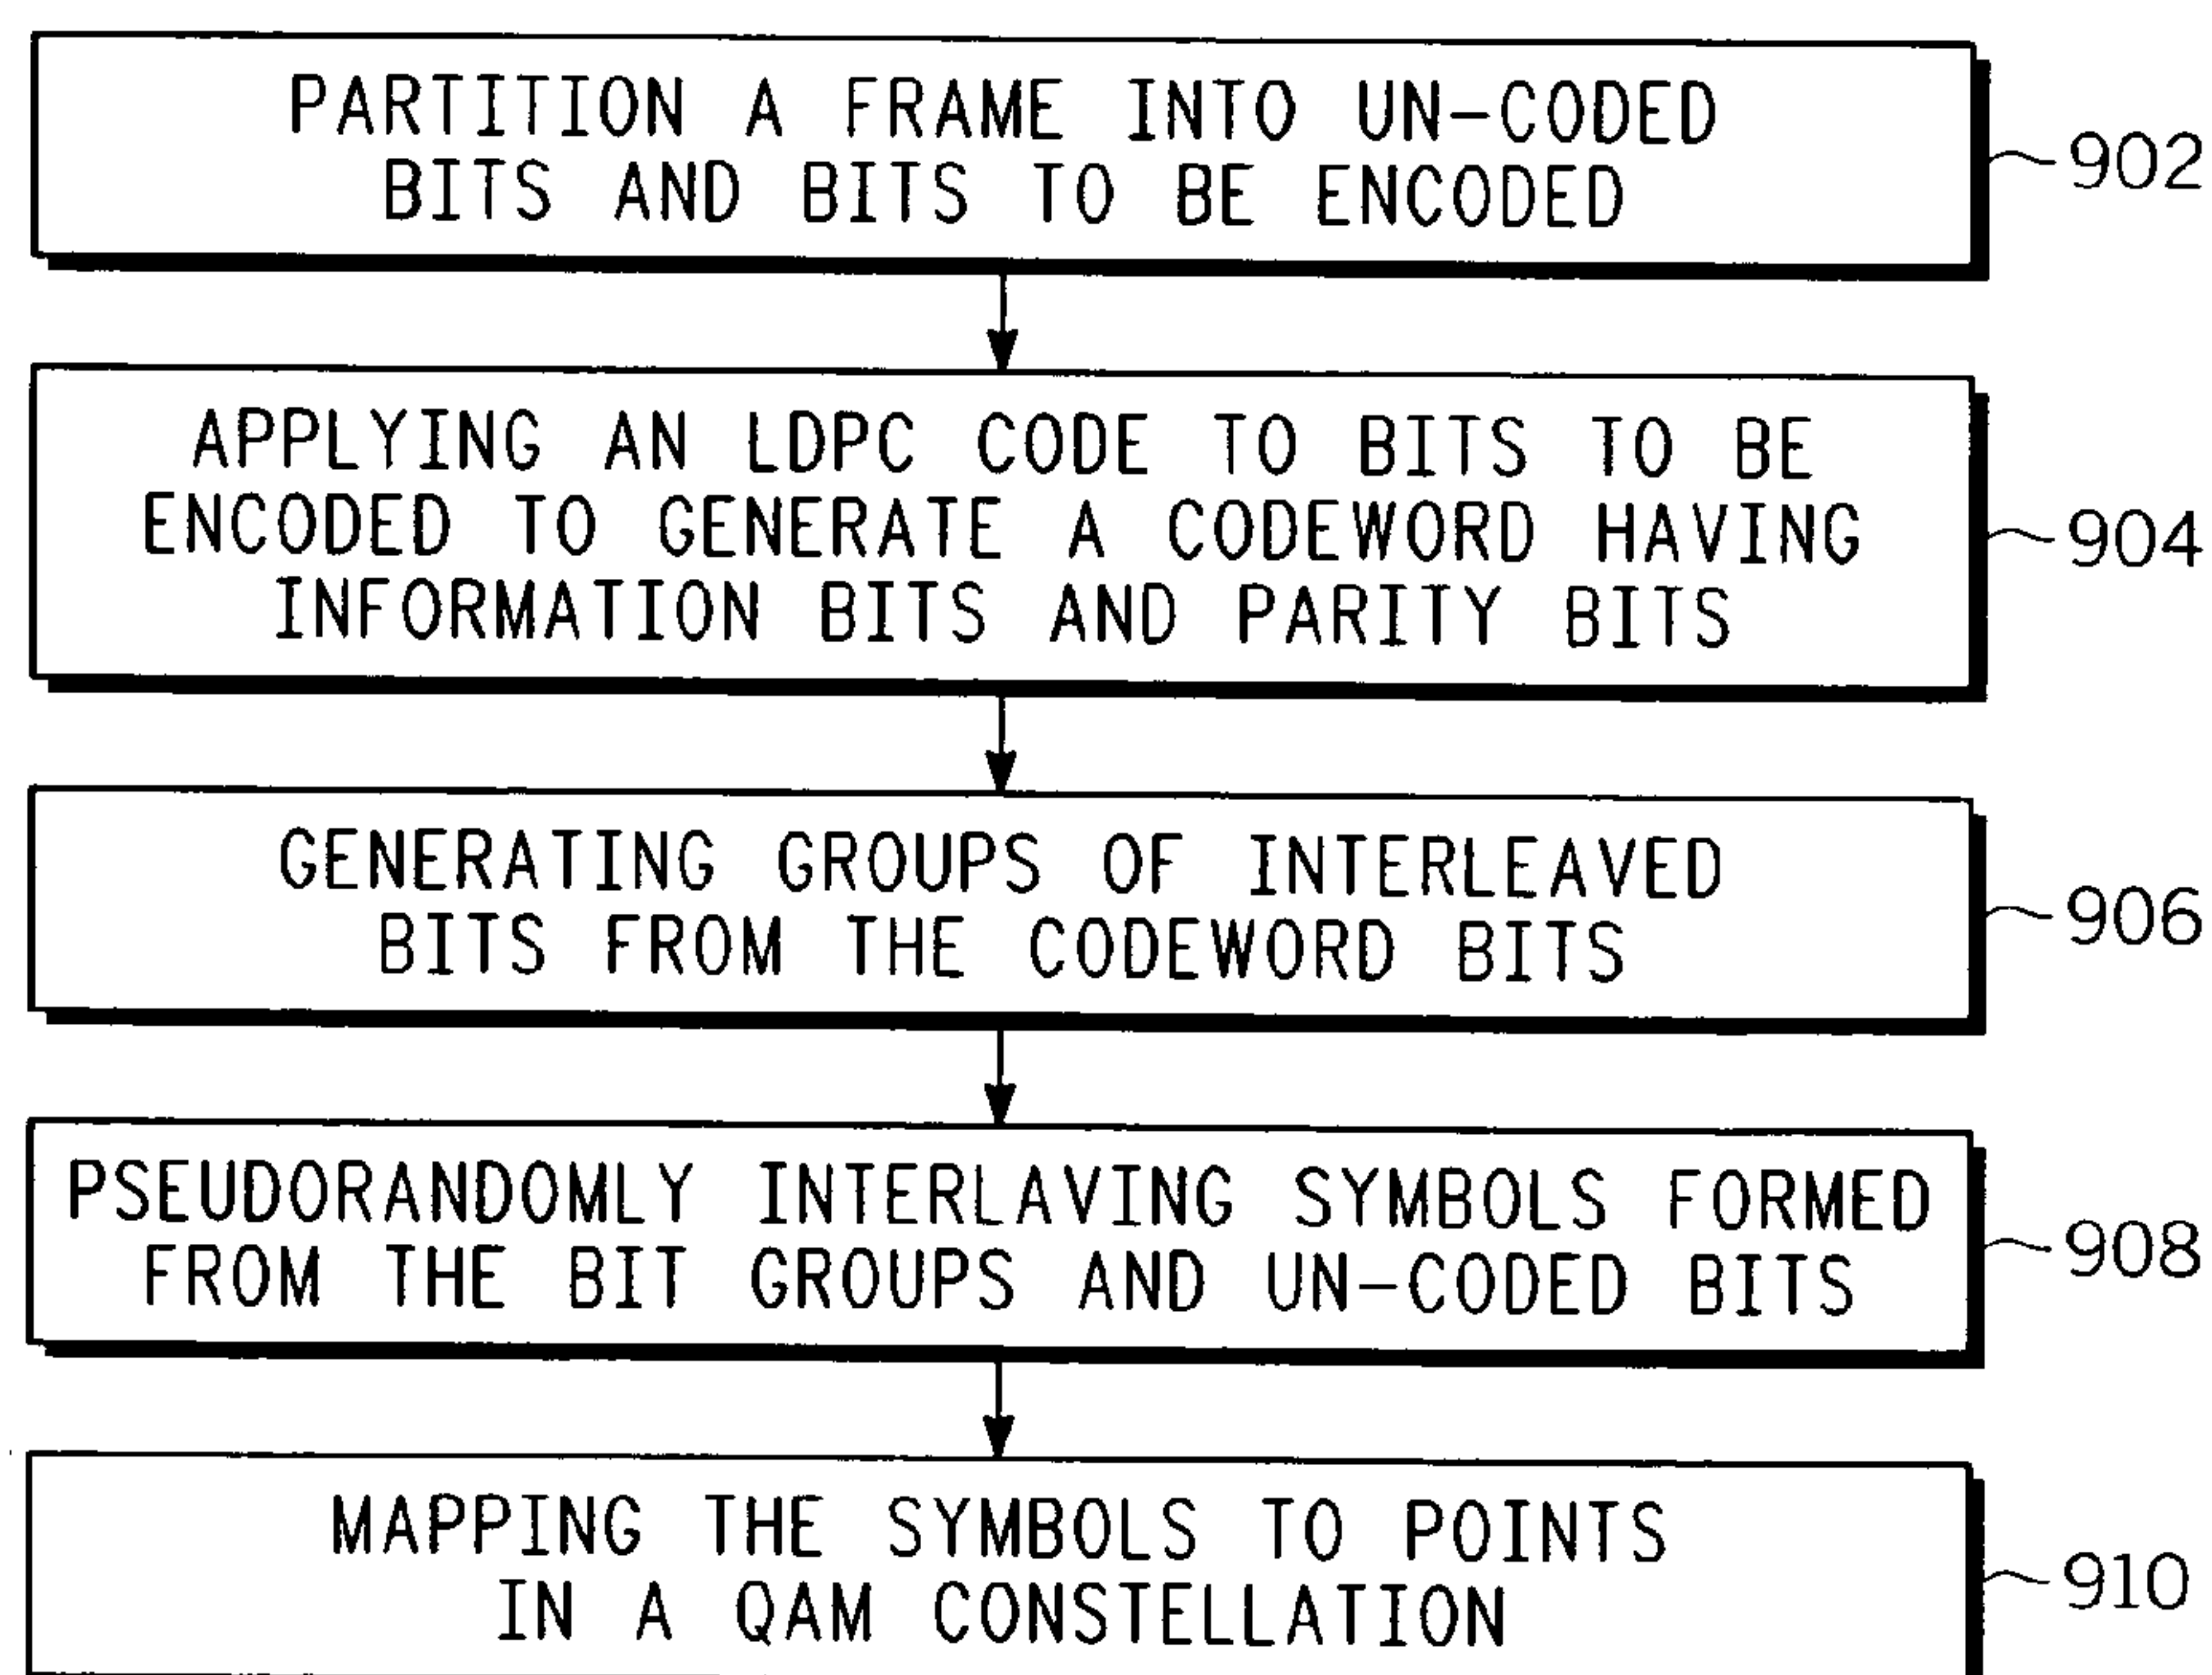 PARTITION A FRAME INTO UN-CODED
BITS AND BITS TO BE ENCODED
902
APPLYING AN LDPC CODE TO BITS TO BE
ENCODED TO GENERATE A CODEWORD HAVING
INFORMATION BITS AND PARITY BITS
904
GENERATING GROUPS OF INTERLEAVED
BITS FROM THE CODEWORD BITS
906
PSEUDORANDOMLY INTERLAVING SYMBOLS FORMED
FROM THE BIT GROUPS AND UN-CODED BITS
908
MAPPING THE SYMBOLS TO POINTS
IN A QAM CONSTELLATION
910